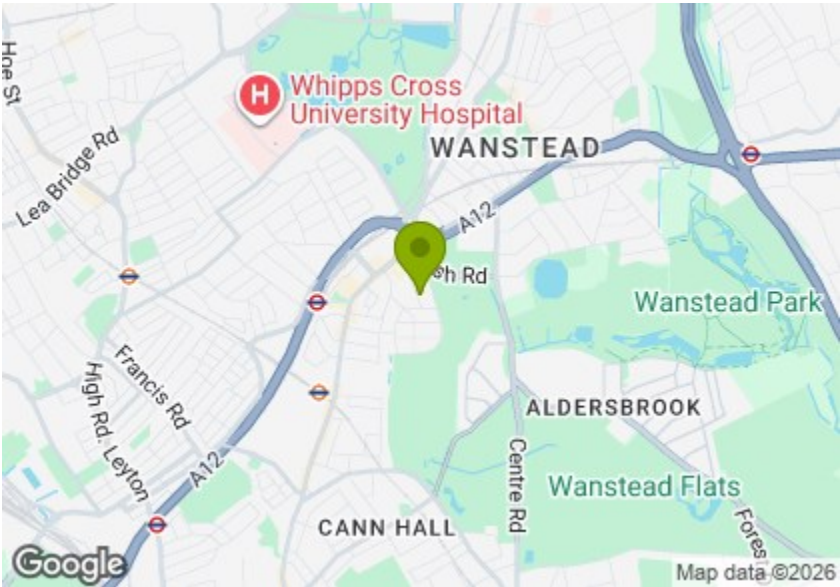 Hoe St
Whipps Cross
University Hospital
H
WANSTEAD
Lea Bridge Rd
A12
Rd
Wanstead Park
Francis Rd
High Rd. Leyton
ALDERSBROOK
A12
Centre Rd
Wanstead Flats
CANN HALL
Google
Map data ©2026